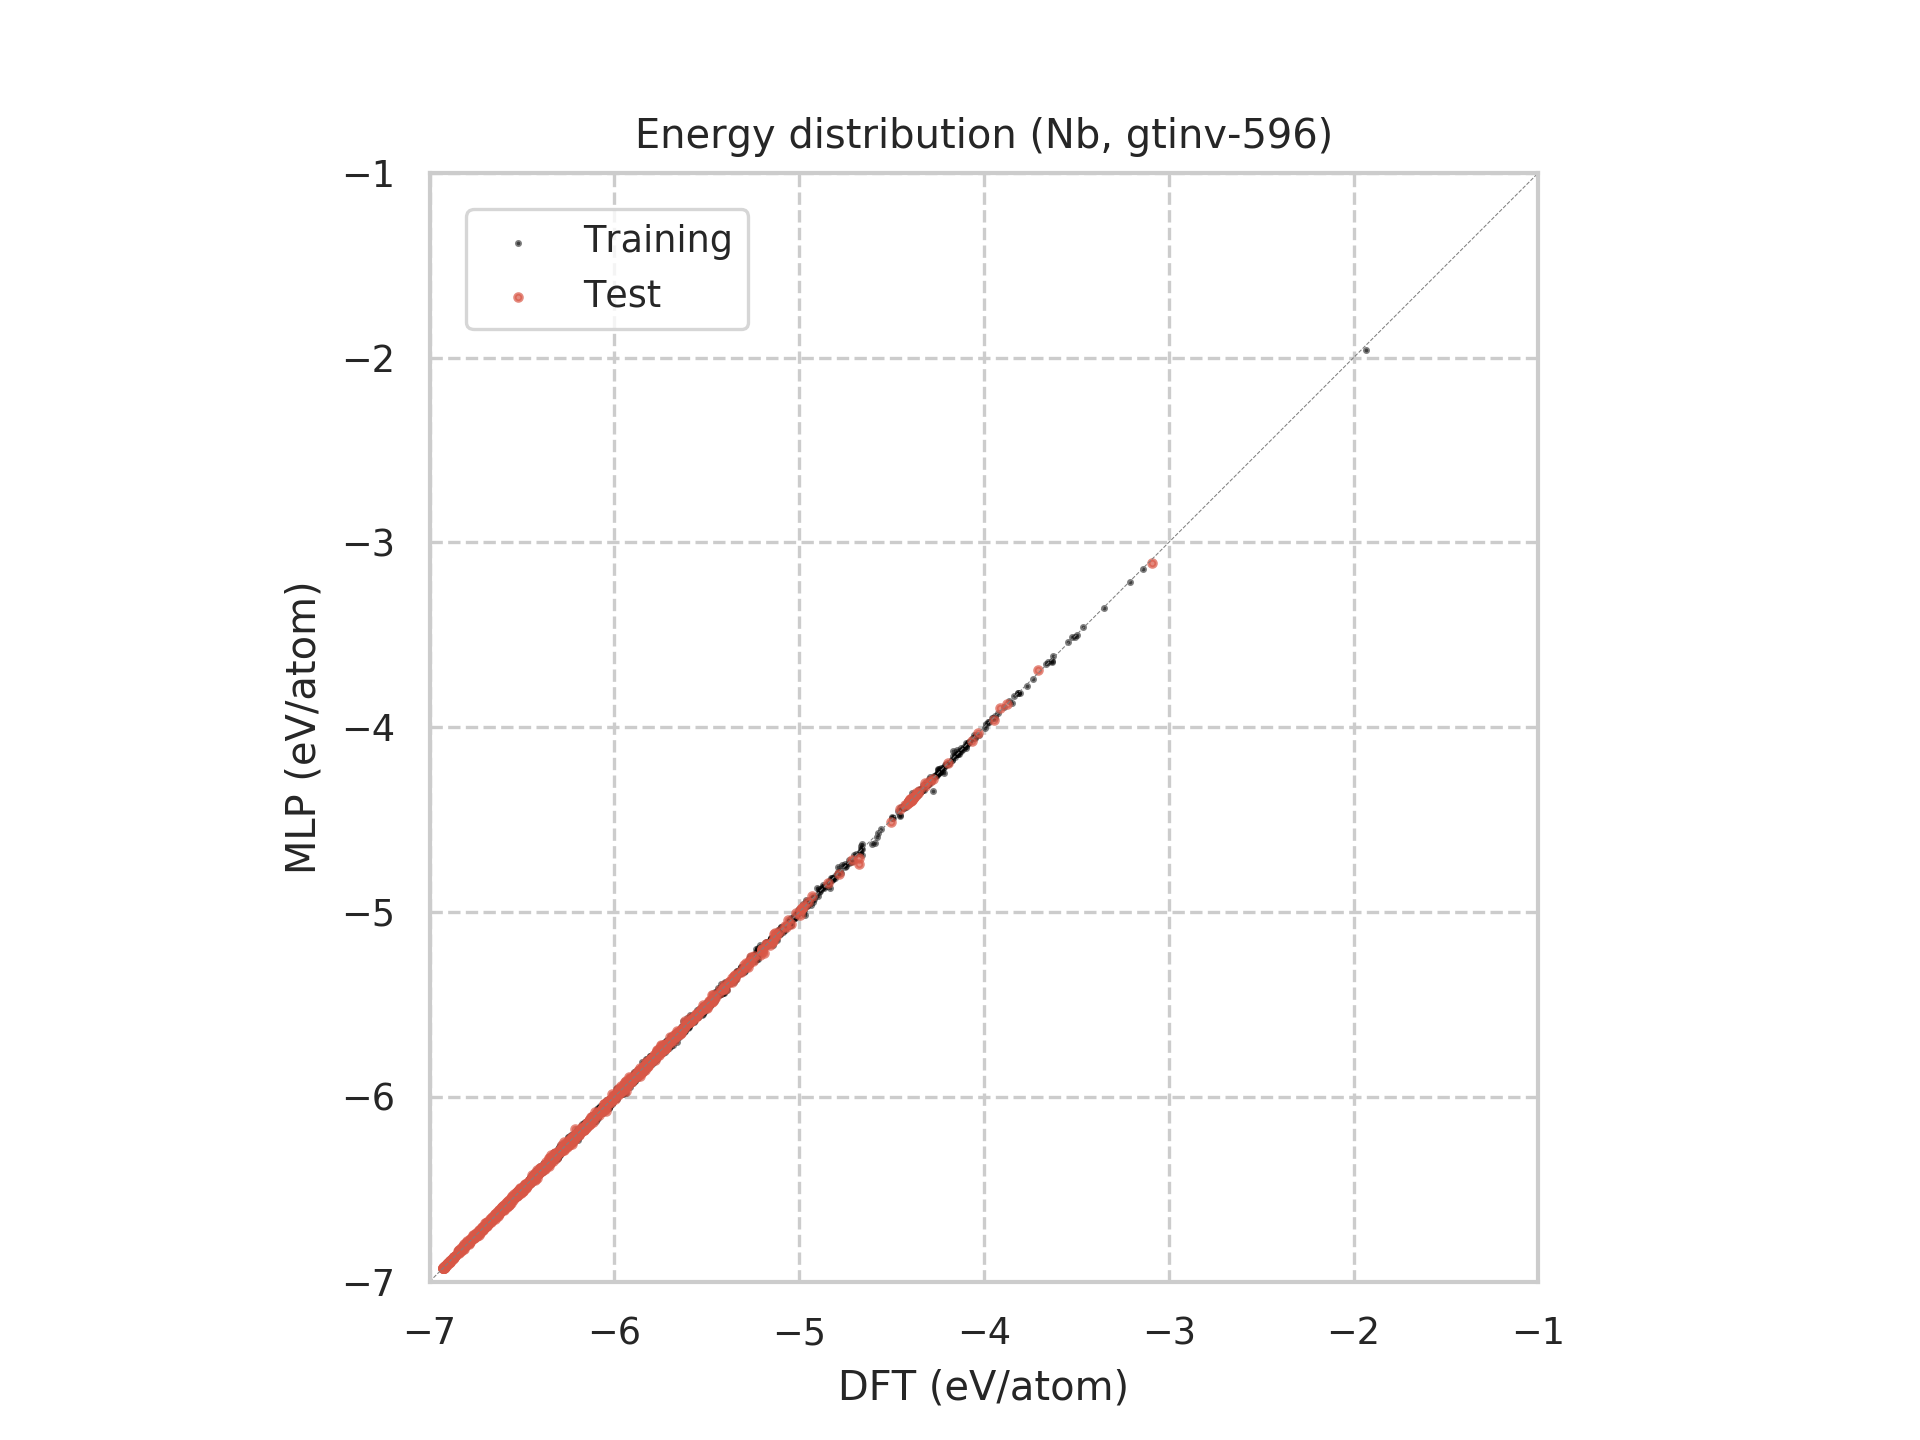 Energy distribution (Nb, gtinv-596)
Training
Test
−1
−2
−3
−4
−5
−6
−7
MLP (eV/atom)
−7 −6 −5 −4 −3 −2 −1
DFT (eV/atom)